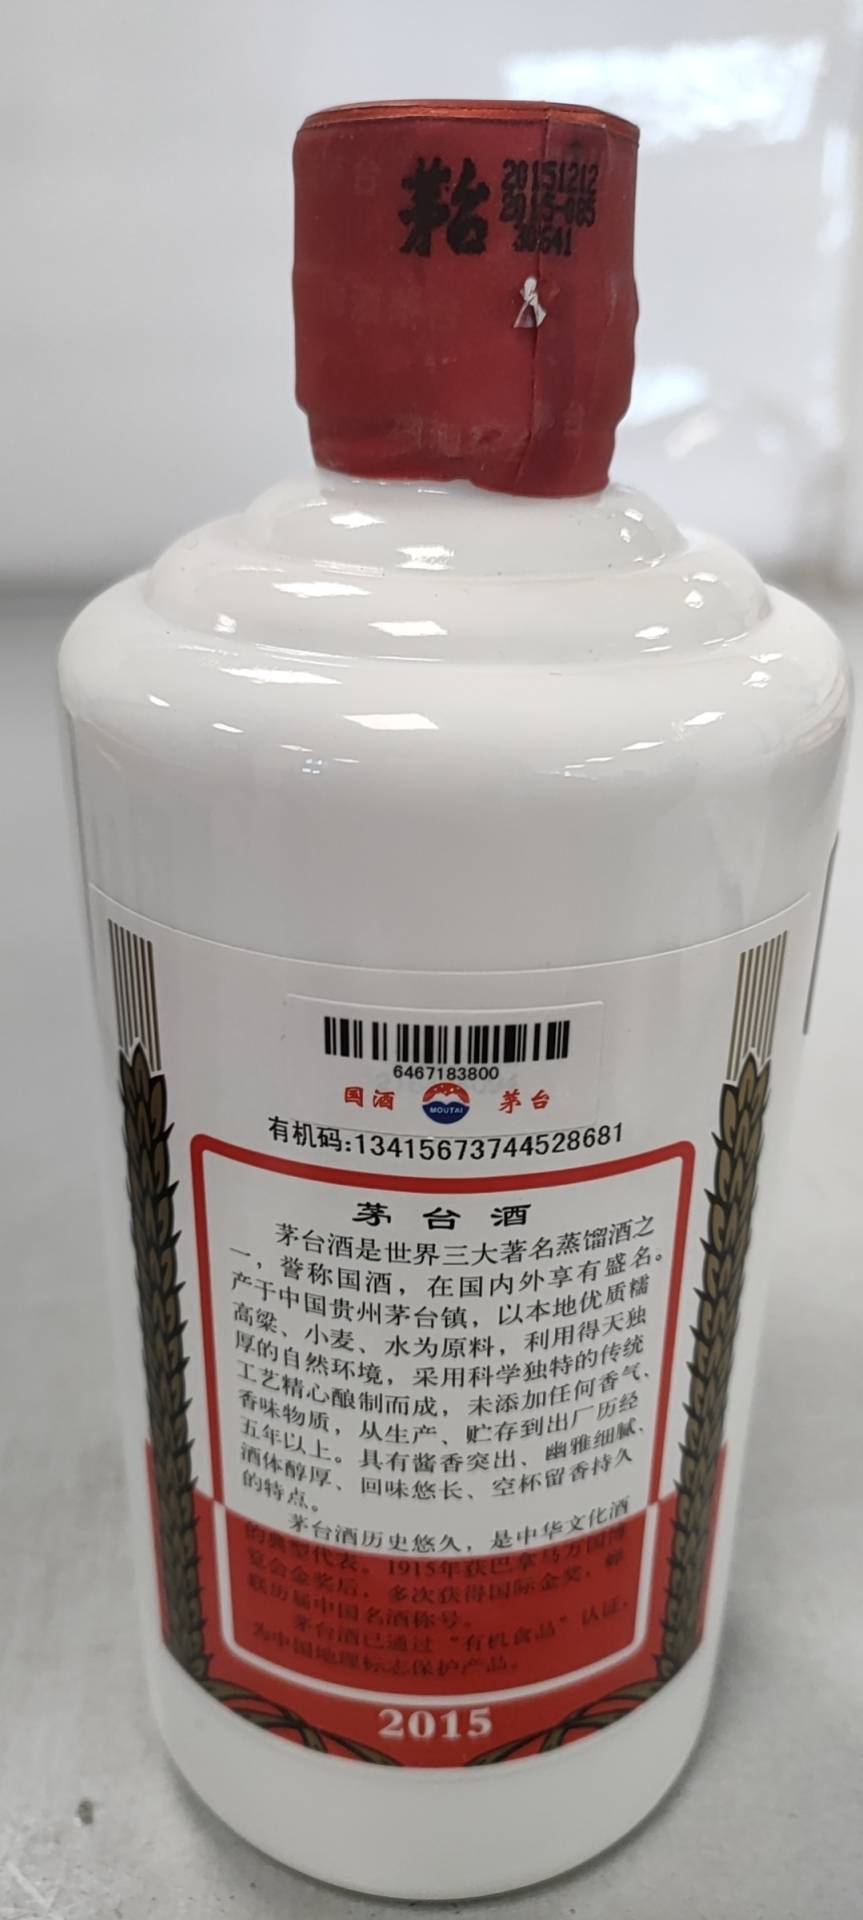 茅台
20151212
2015-085
30641
6467183800
国酒 MOUTAI 茅台
有机码:13415673744528681
茅台酒
茅台酒是世界三大著名蒸馏酒之
一，誉称国酒，在国内外享有盛名。
产于中国贵州茅台镇，以本地优质糯
高粱、小麦、水为原料，利用得天独
厚的自然环境，采用科学独特的传统
工艺精心酿制而成，未添加任何香气、
香味物质，从生产、贮存到出厂历经
五年以上。具有酱香突出、幽雅细腻、
酒体醇厚、回味悠长、空杯留香持久
的特点。
茅台酒历史悠久，是中华文化酒
的典型代表。1915年获巴拿马万国博
览会金奖后，多次获得国际金奖，蝉
联历届中国名酒称号。
茅台酒已通过“有机食品”认证，
为中国地理标志保护产品。
2015